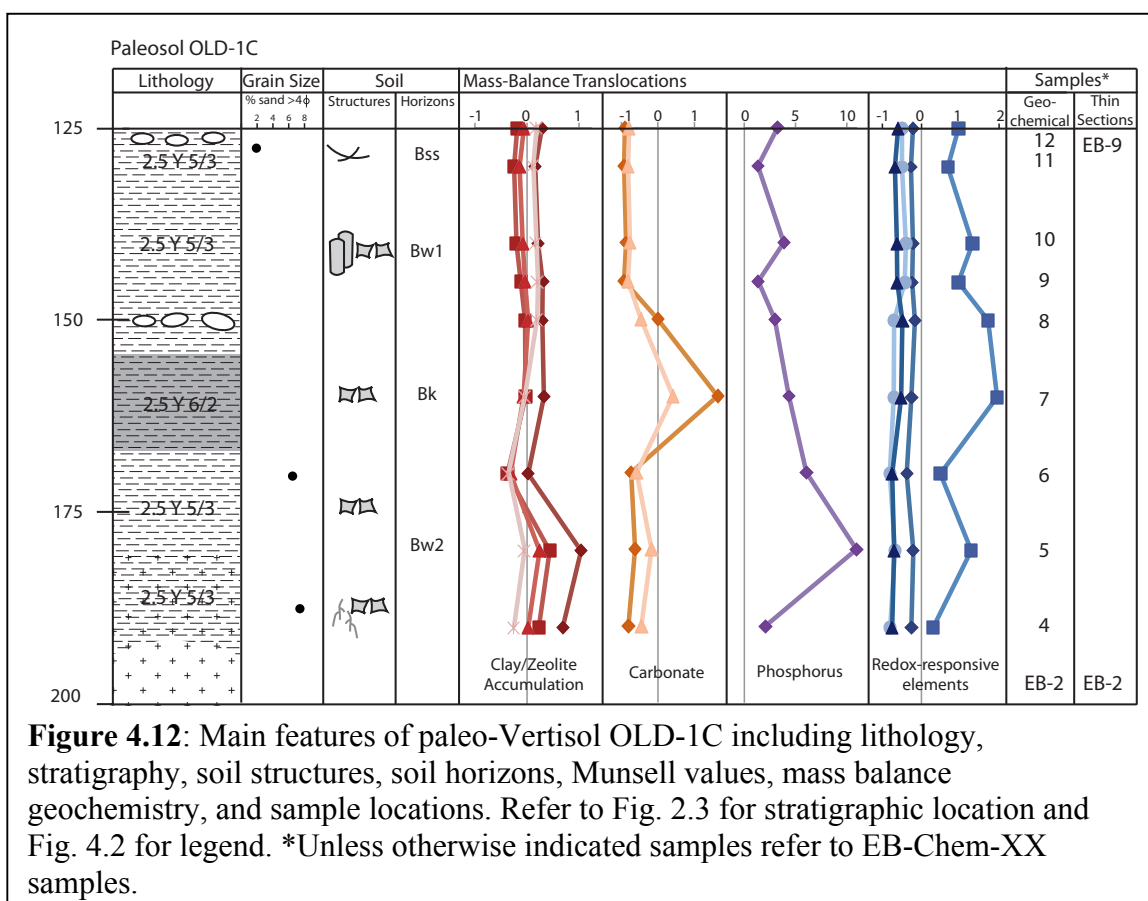 Paleosol OLD-1C
Lithology Grain Size Soil Mass-Balance Translocations Samples*
% sand >4ϕ Structures Horizons Geo- Thin
2 4 6 8 -1 0 1 -1 0 1 0 5 10 -1 0 1 2 chemical Sections
125 12 EB-9
2.5 Y 5/3 Bss 11
2.5 Y 5/3 Bw1 10
9
150 8
2.5 Y 6/2 Bk 7
6
175 2.5 Y 5/3
Bw2 5
2.5 Y 5/3 4
Clay/Zeolite Carbonate Phosphorus Redox-responsive
Accumulation elements
200 EB-2 EB-2
Figure 4.12: Main features of paleo-Vertisol OLD-1C including lithology,
stratigraphy, soil structures, soil horizons, Munsell values, mass balance
geochemistry, and sample locations. Refer to Fig. 2.3 for stratigraphic location and
Fig. 4.2 for legend. *Unless otherwise indicated samples refer to EB-Chem-XX
samples.